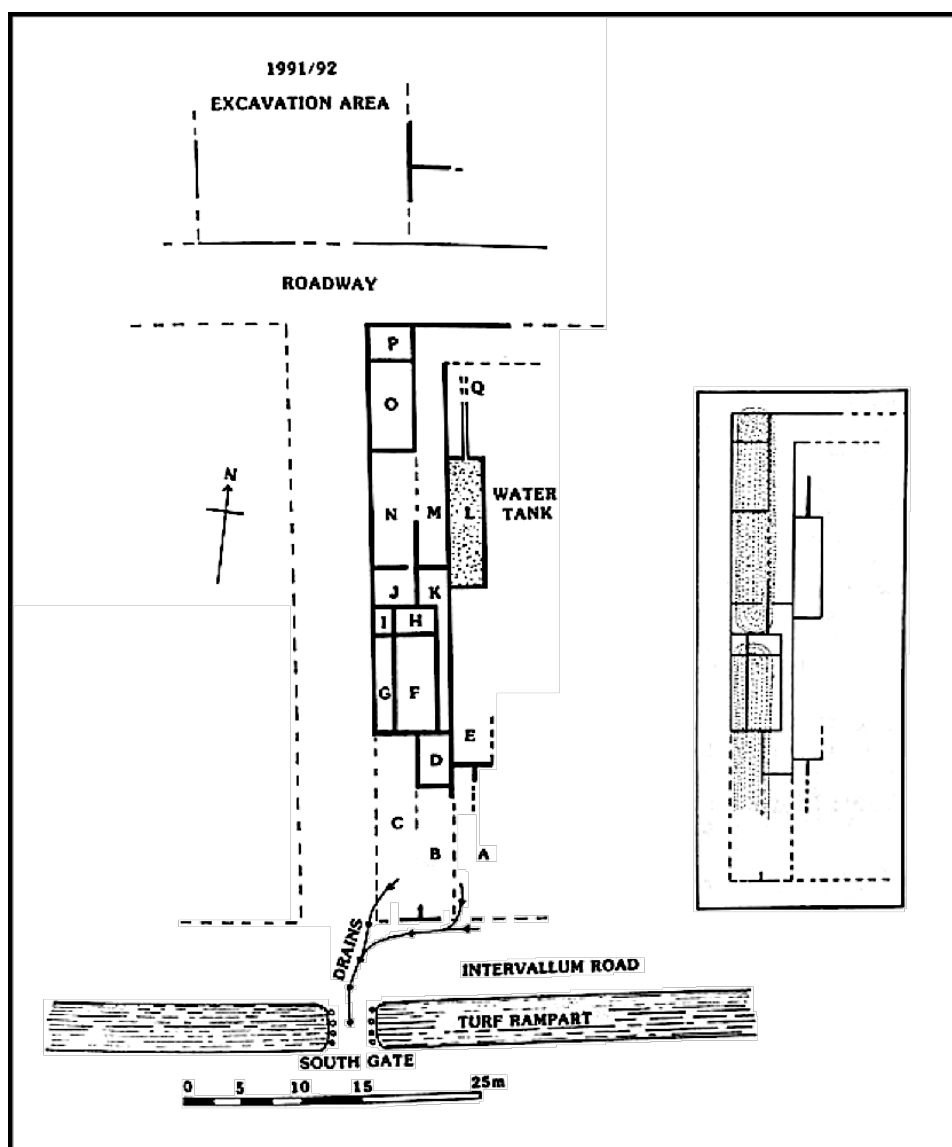 1991/92
EXCAVATION AREA
ROADWAY
P
Q
O
N
N
M
L
WATER
TANK
J
K
I
H
G
F
E
D
C
B
A
DRAINS
INTERVALLUM ROAD
TURF RAMPART
SOUTH GATE
0 5 10 15 25m